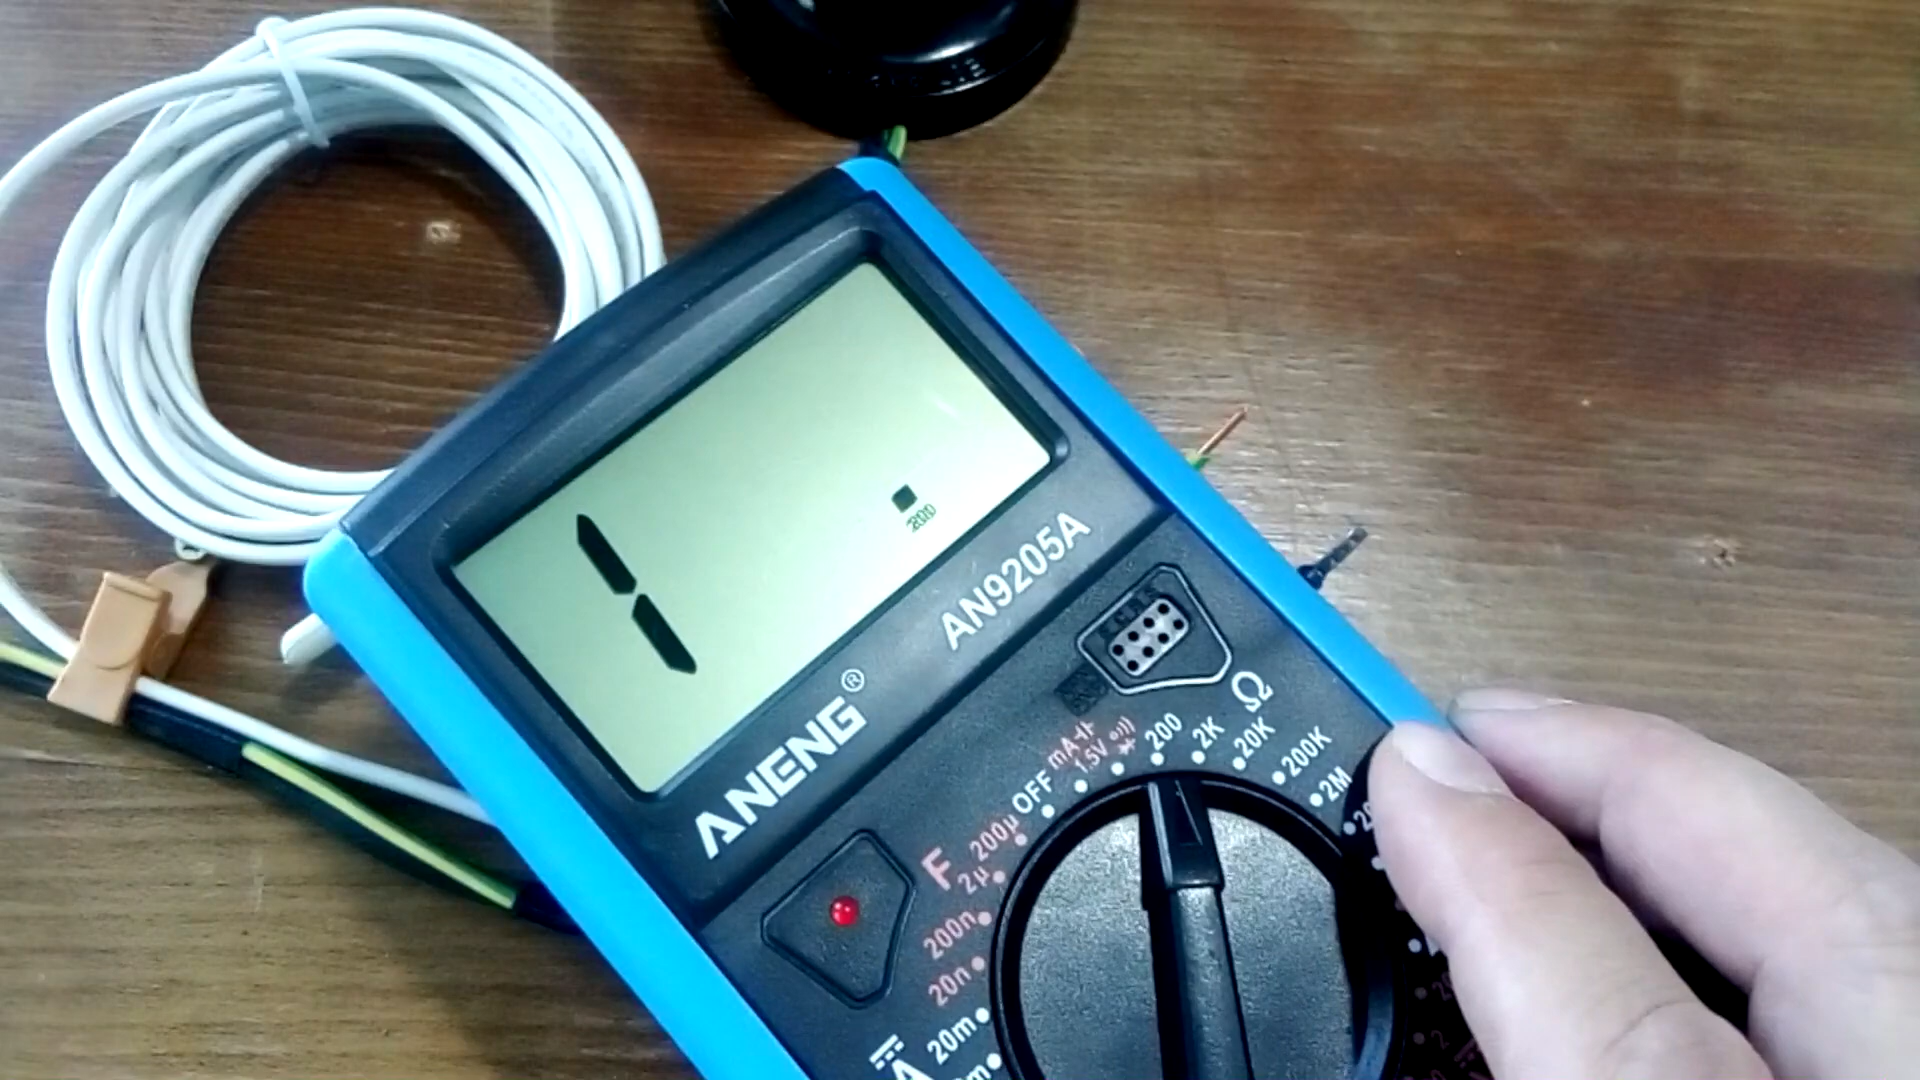 1 .
200
AN9205A
ANENG®
Ω
OFF
mA
1.5V
200
2K
20K
200K
2M
F
200µ
2µ
200n
20n
20m
A